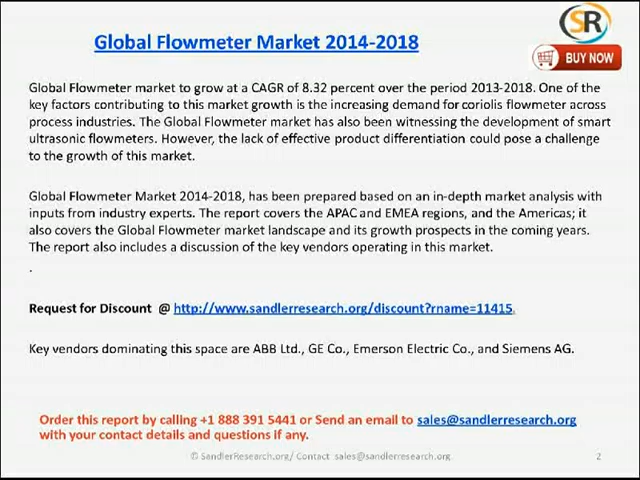 SR
Global Flowmeter Market 2014-2018
BUY NOW
Global Flowmeter market to grow at a CAGR of 8.32 percent over the period 2013-2018. One of the
key factors contributing to this market growth is the increasing demand for coriolis flowmeter across
process industries. The Global Flowmeter market has also been witnessing the development of smart
ultrasonic flowmeters. However, the lack of effective product differentiation could pose a challenge
to the growth of this market.
Global Flowmeter Market 2014-2018, has been prepared based on an in-depth market analysis with
inputs from industry experts. The report covers the APAC and EMEA regions, and the Americas; it
also covers the Global Flowmeter market landscape and its growth prospects in the coming years.
The report also includes a discussion of the key vendors operating in this market.
.
Request for Discount @ http://www.sandlerresearch.org/discount?rname=11415.
Key vendors dominating this space are ABB Ltd., GE Co., Emerson Electric Co., and Siemens AG.
Order this report by calling +1 888 391 5441 or Send an email to sales@sandlerresearch.org
with your contact details and questions if any.
© SandlerResearch.org/ Contact sales@sandlerresearch.org
2